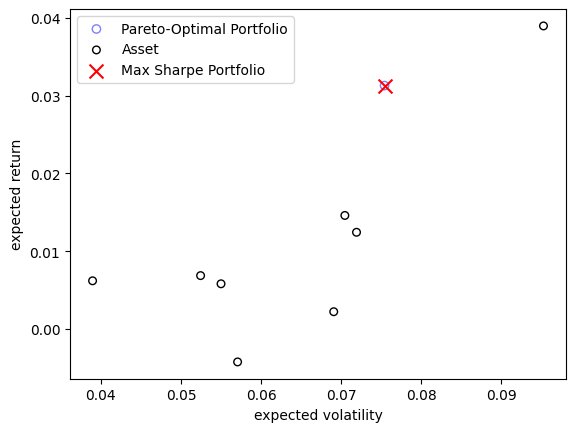 Pareto-Optimal Portfolio
Asset
Max Sharpe Portfolio
0.04
0.03
0.02
0.01
0.00
expected return
0.04 0.05 0.06 0.07 0.08 0.09
expected volatility